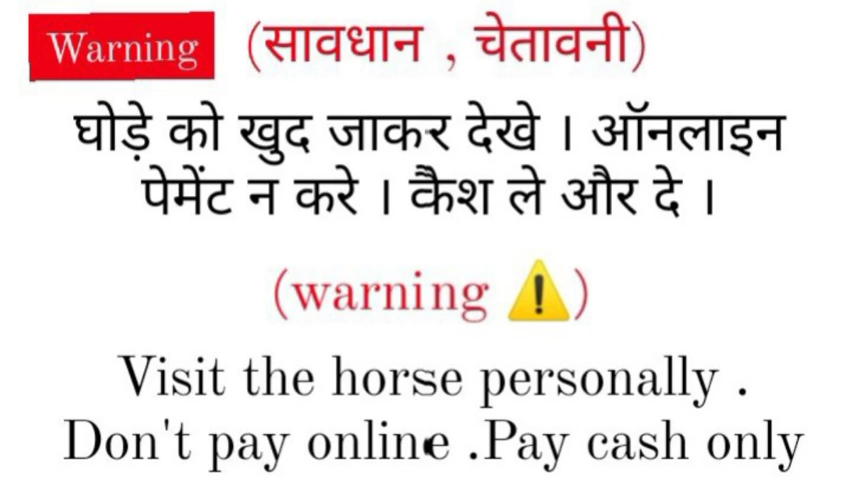 Warning (सावधान , चेतावनी)
घोड़े को खुद जाकर देखे । ऑनलाइन
पेमेंट न करे । कैश ले और दे ।
(warning ⚠️)
Visit the horse personally .
Don't pay online .Pay cash only